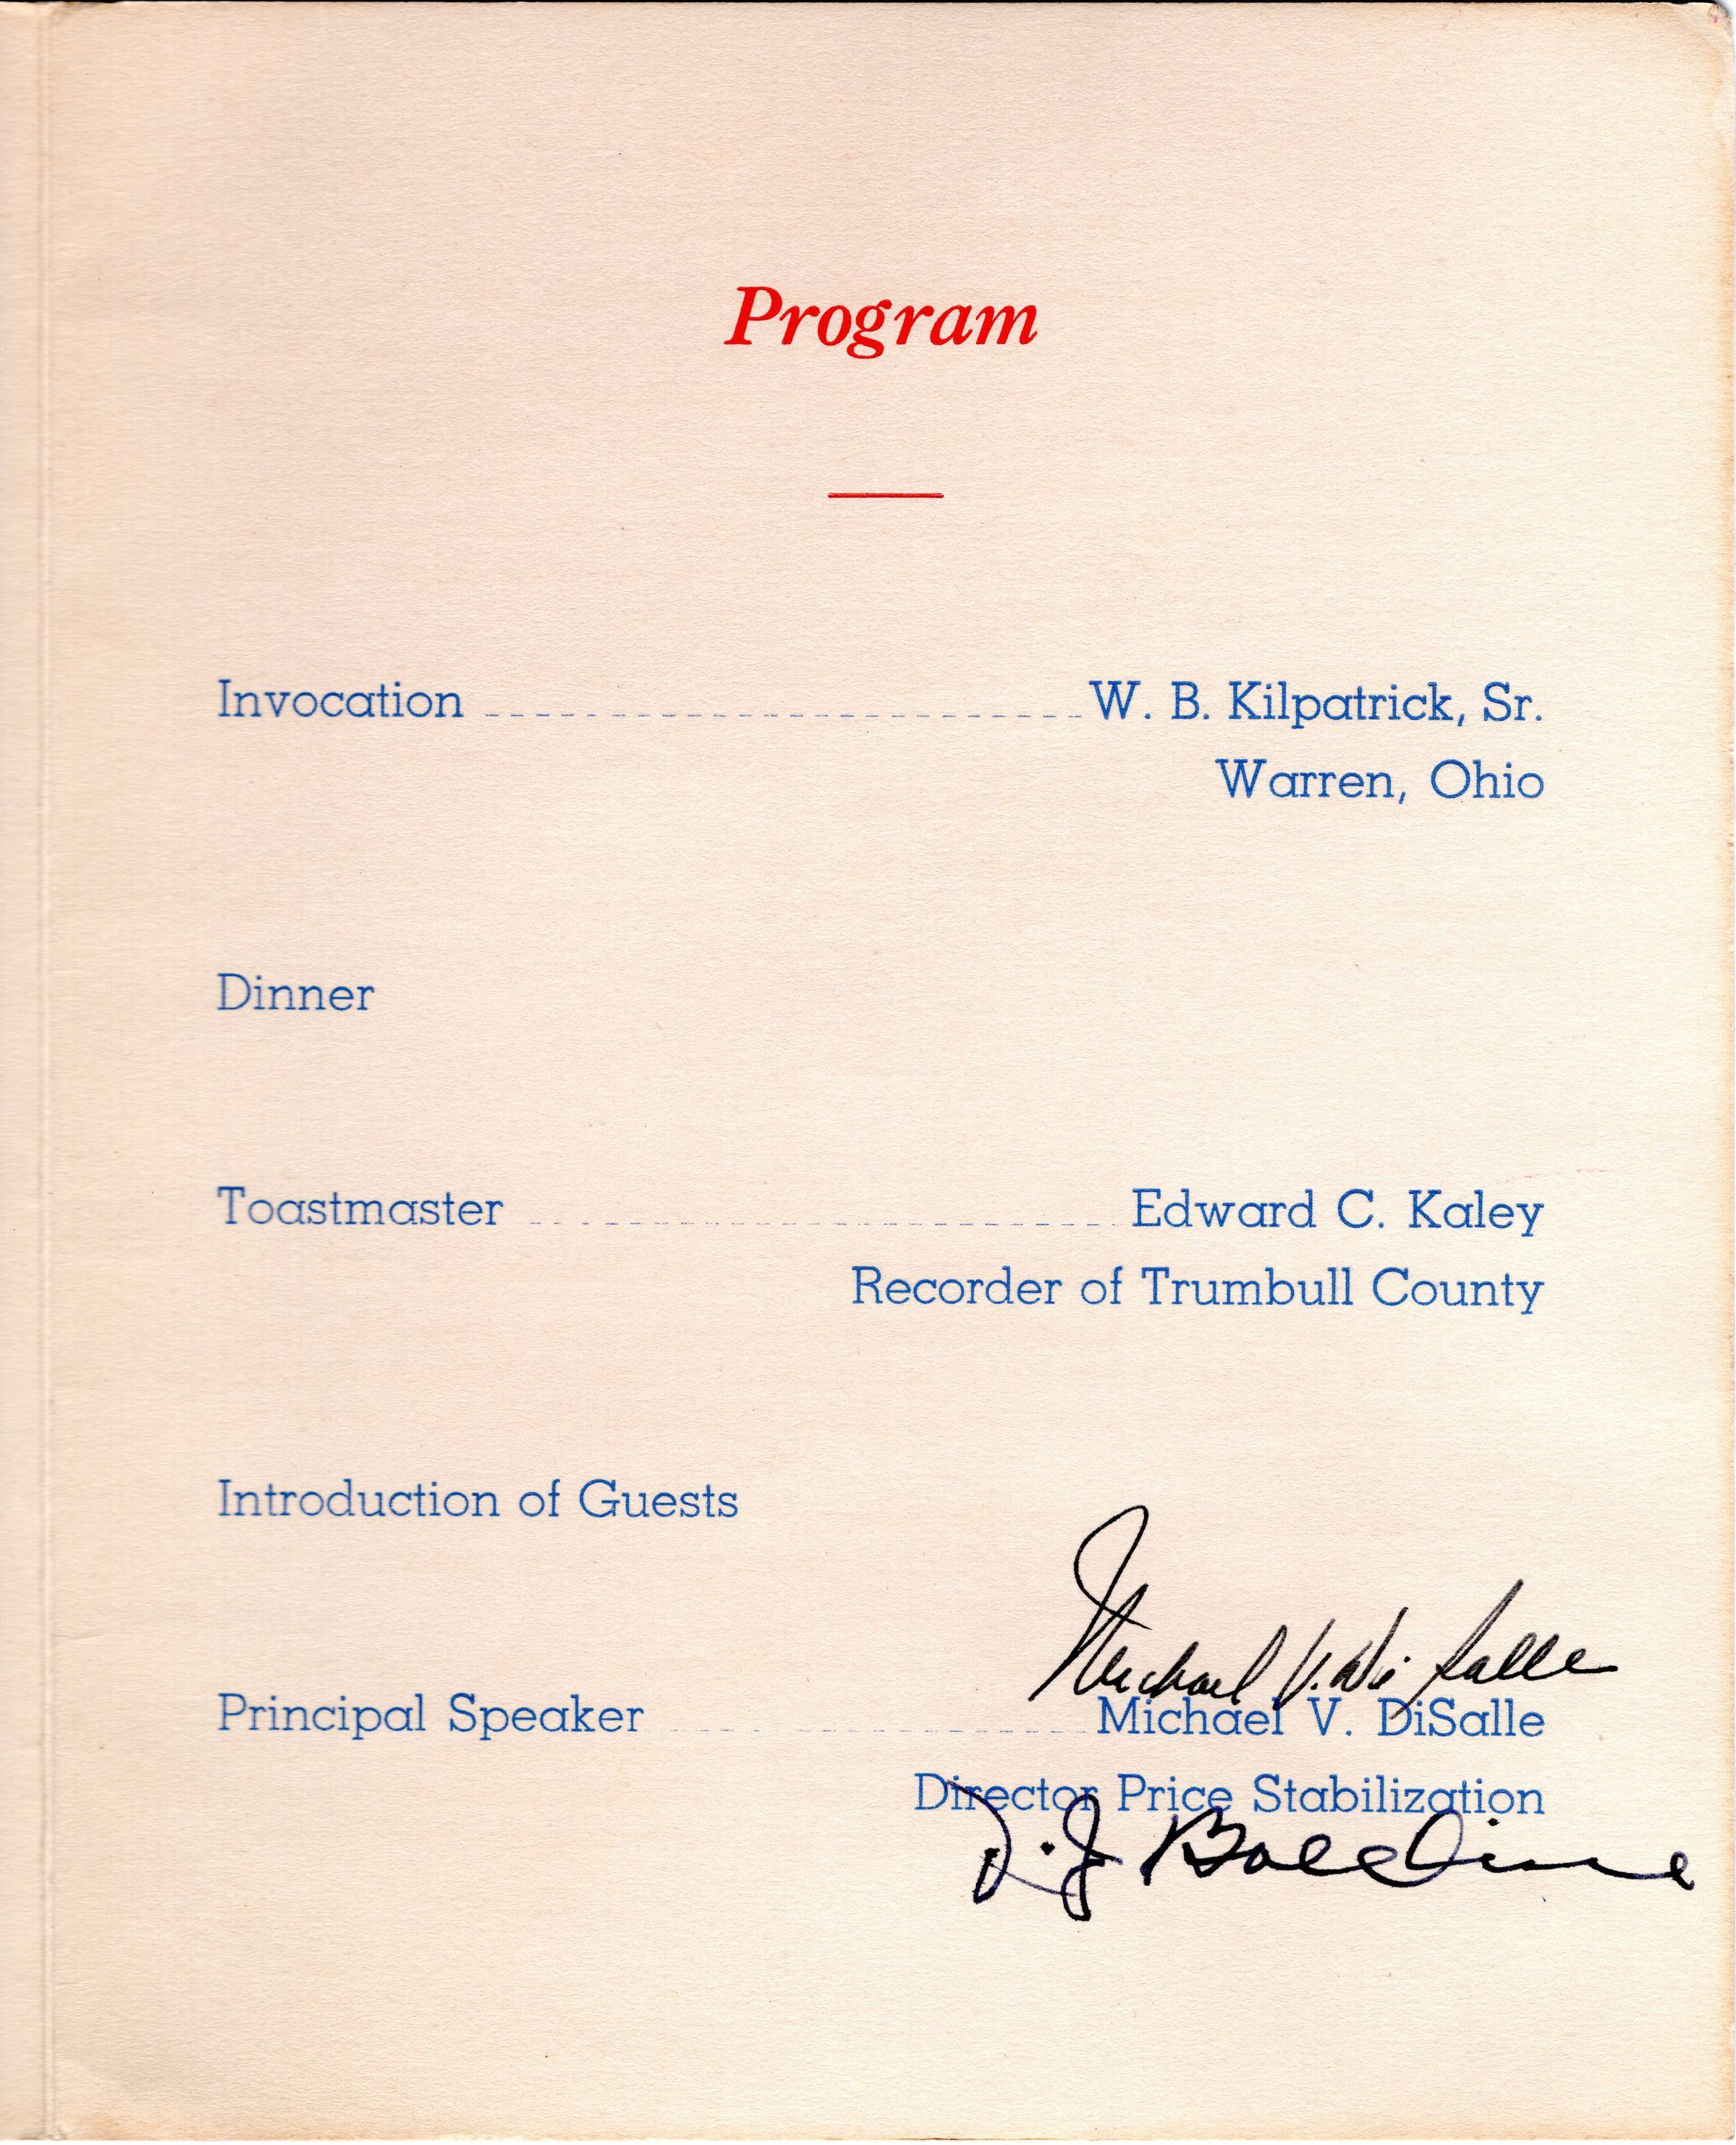 Program
Invocation W. B. Kilpatrick, Sr.
Warren, Ohio
Dinner
Toastmaster Edward C. Kaley
Recorder of Trumbull County
Introduction of Guests
Michael V. DiSalle
Principal Speaker Michael V. DiSalle
Director Price Stabilization